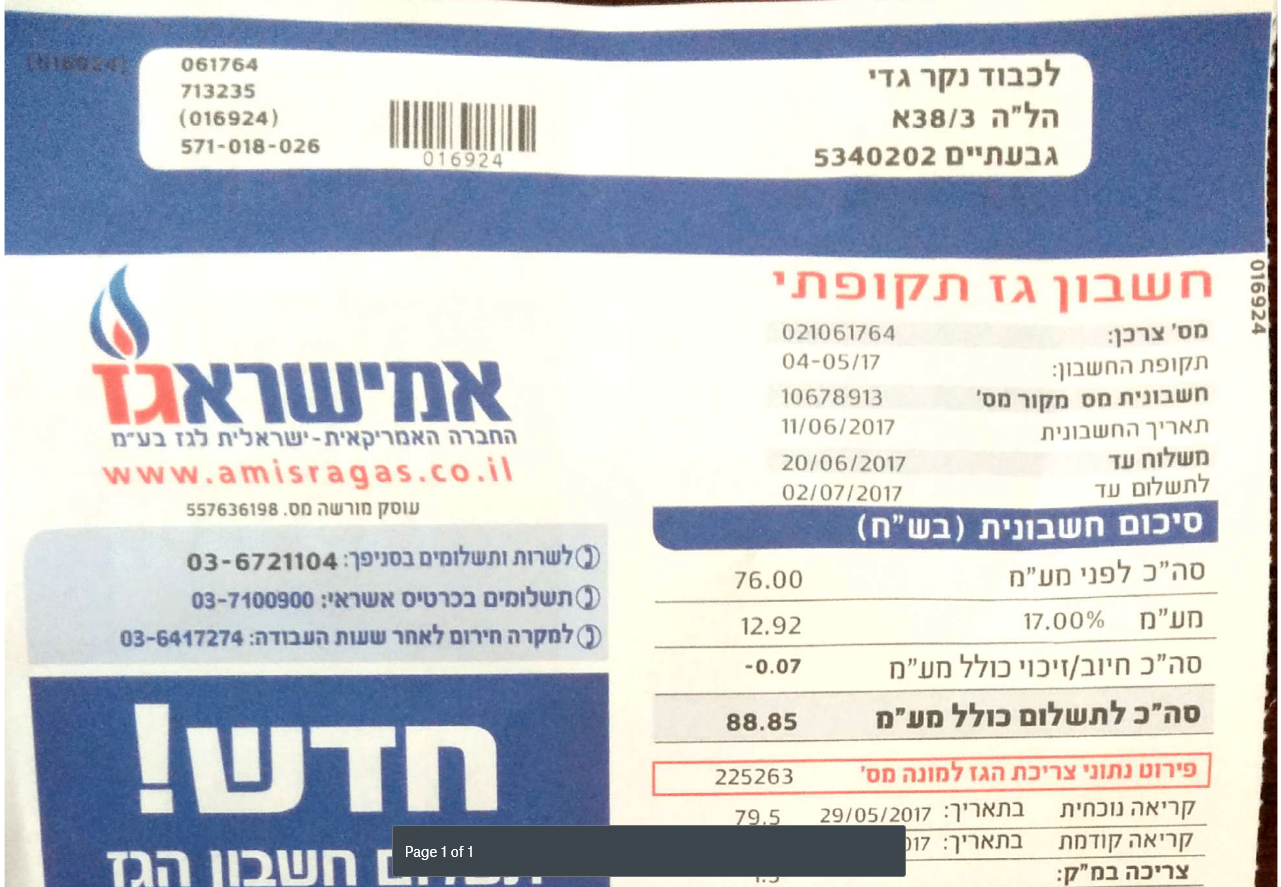 לכבוד נקר גדי
הל"ה 38/3א
גבעתיים 5340202
061764
713235
(016924)
571-018-026
016924
(016924)
016924
חשבון גז תקופתי
מס' צרכן: 021061764
תקופת החשבון: 04-05/17
חשבונית מס מקור מס' 10678913
תאריך החשבונית 11/06/2017
משלוח עד 20/06/2017
לתשלום עד 02/07/2017
סיכום חשבונית (בש"ח)
סה"כ לפני מע"מ 76.00
מע"מ 17.00% 12.92
סה"כ חיוב/זיכוי כולל מע"מ -0.07
סה"כ לתשלום כולל מע"מ 88.85
פירוט נתוני צריכת הגז למונה מס' 225263
קריאה נוכחית בתאריך: 29/05/2017 79.5
קריאה קודמת בתאריך:
צריכה במ"ק:
אמישראגז
החברה האמריקאית-ישראלית לגז בע"מ
www.amisragas.co.il
עוסק מורשה מס. 557636198
לשרות ותשלומים בסניפך: 03-6721104
תשלומים בכרטיס אשראי: 03-7100900
למקרה חירום לאחר שעות העבודה: 03-6417274
חדש!
חשבון הגז
Page 1 of 1